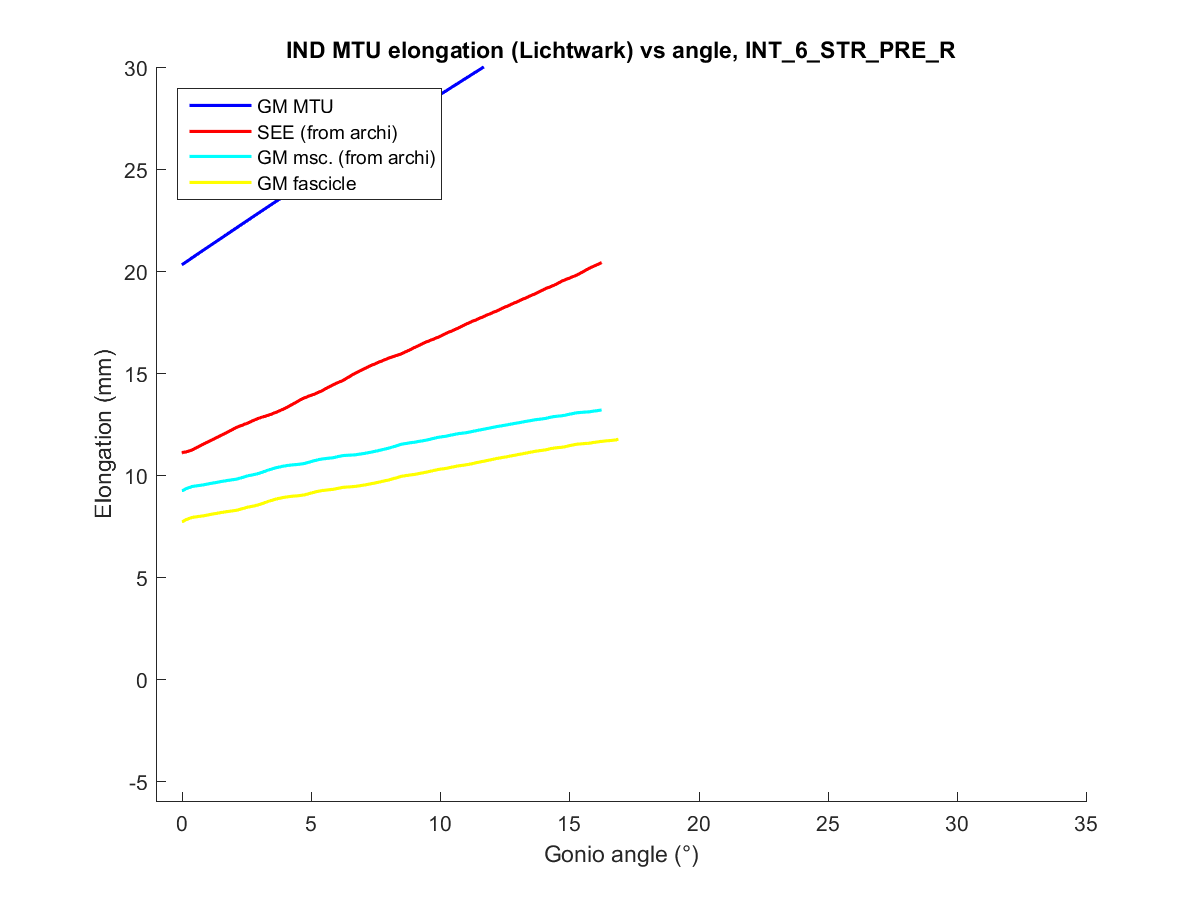 IND MTU elongation (Lichtwark) vs angle, INT_6_STR_PRE_R
30
25
20
15
10
5
0
-5
Elongation (mm)
GM MTU
SEE (from archi)
GM msc. (from archi)
GM fascicle
0 5 10 15 20 25 30 35
Gonio angle (°)